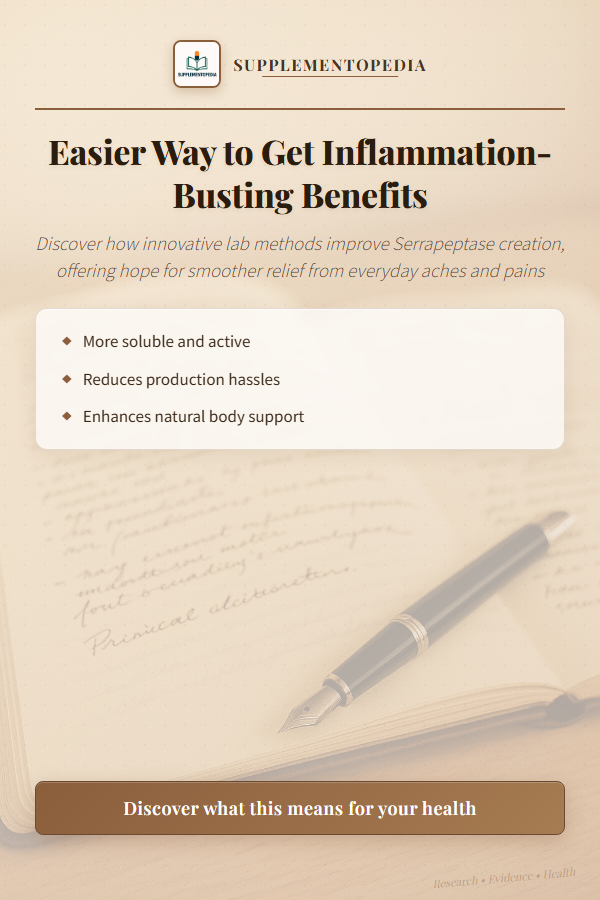 SUPPLEMENTOPEDIA
SUPPLEMENTOPEDIA
Easier Way to Get Inflammation-
Busting Benefits
Discover how innovative lab methods improve Serrapeptase creation,
offering hope for smoother relief from everyday aches and pains
More soluble and active
Reduces production hassles
Enhances natural body support
Discover what this means for your health
Research • Evidence • Health